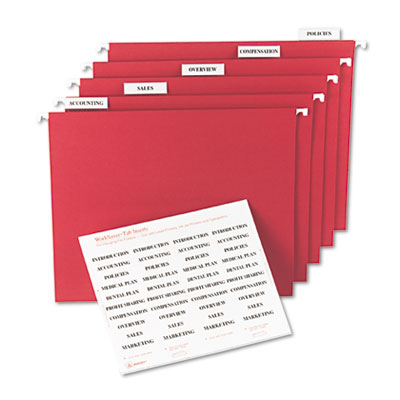 POLICIES
COMPENSATION
OVERVIEW
SALES
ACCOUNTING
WorkSaver® Tab Inserts
INTRODUCTION INTRODUCTION INTRODUCTION INTRODUCTION
ACCOUNTING ACCOUNTING ACCOUNTING ACCOUNTING
POLICIES POLICIES POLICIES POLICIES
MEDICAL PLAN MEDICAL PLAN MEDICAL PLAN MEDICAL PLAN
DENTAL PLAN DENTAL PLAN DENTAL PLAN DENTAL PLAN
PROFIT SHARING PROFIT SHARING PROFIT SHARING PROFIT SHARING
COMPENSATION COMPENSATION COMPENSATION COMPENSATION
OVERVIEW OVERVIEW OVERVIEW OVERVIEW
SALES SALES SALES SALES
MARKETING MARKETING MARKETING MARKETING